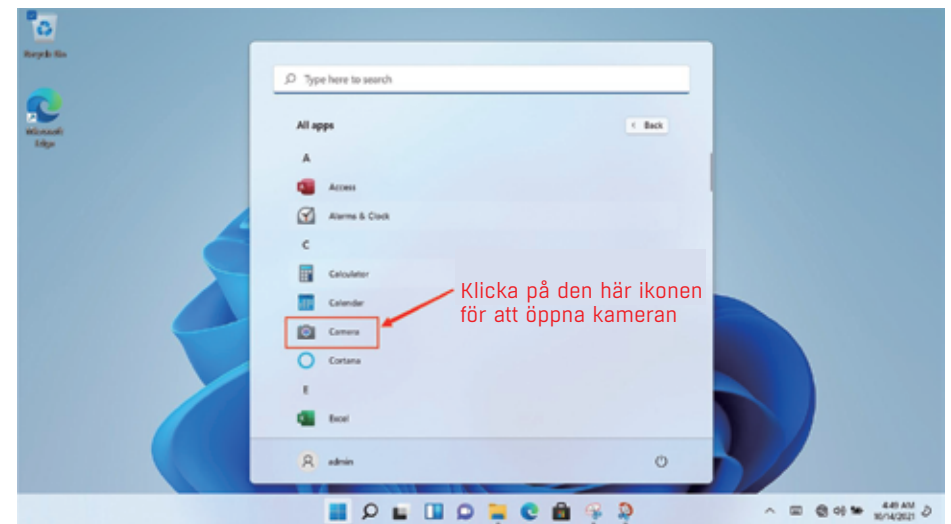 Recycle Bin
Microsoft
Edge
Type here to search
All apps
< Back
A
Access
Alarms & Clock
C
Calculator
Calendar
Klicka på den här ikonen
för att öppna kameran
Camera
Cortana
E
Excel
admin
4:49 AM
10/14/2021